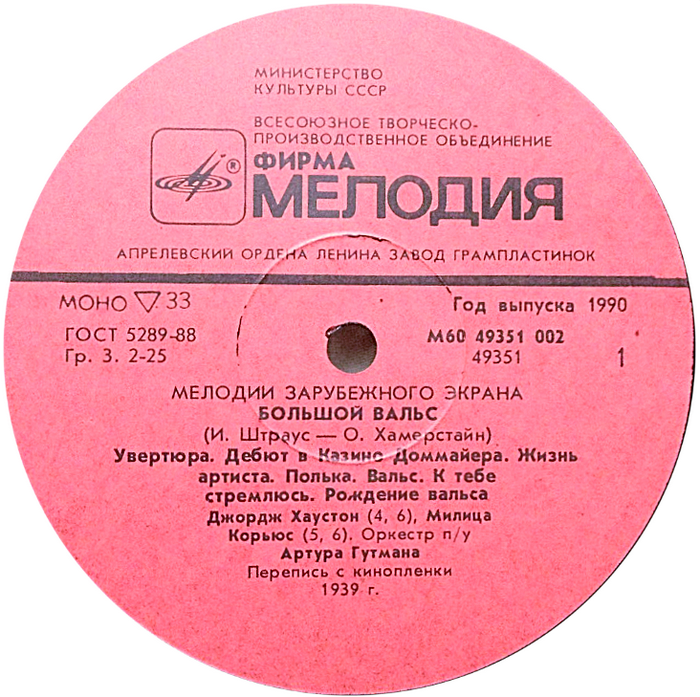 МИНИСТЕРСТВО
КУЛЬТУРЫ СССР
ВСЕСОЮЗНОЕ ТВОРЧЕСКО-
ПРОИЗВОДСТВЕННОЕ ОБЪЕДИНЕНИЕ
®
ФИРМА
МЕЛОДИЯ
АПРЕЛЕВСКИЙ ОРДЕНА ЛЕНИНА ЗАВОД ГРАМПЛАСТИНОК
МОНО ▽ 33
Год выпуска 1990
ГОСТ 5289-88
М60 49351 002
Гр. 3. 2-25
49351
1
МЕЛОДИИ ЗАРУБЕЖНОГО ЭКРАНА
БОЛЬШОЙ ВАЛЬС
(И. Штраус — О. Хамерстайн)
Увертюра. Дебют в Казино Доммайера. Жизнь
артиста. Полька. Вальс. К тебе
стремлюсь. Рождение вальса
Джордж Хаустон (4, 6), Милица
Корьюс (5, 6). Оркестр п/у
Артура Гутмана
Перепись с кинопленки
1939 г.